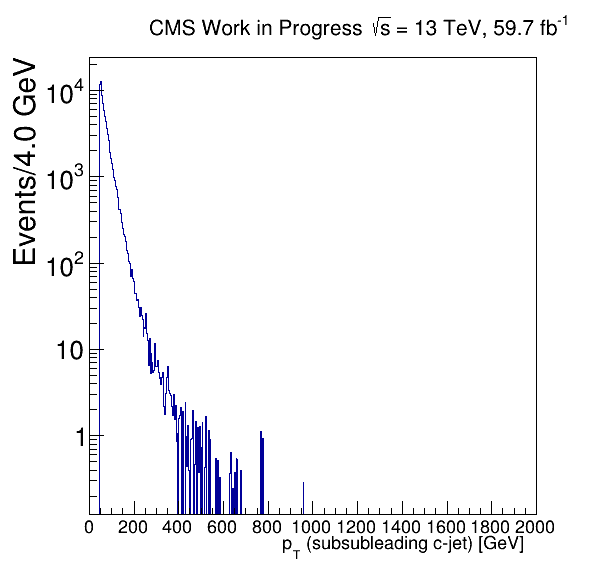 CMS Work in Progress √s = 13 TeV, 59.7 fb⁻¹
Events/4.0 GeV
10⁴
10³
10²
10
1
0 200 400 600 800 1000 1200 1400 1600 1800 2000
p_T (subsubleading c-jet) [GeV]